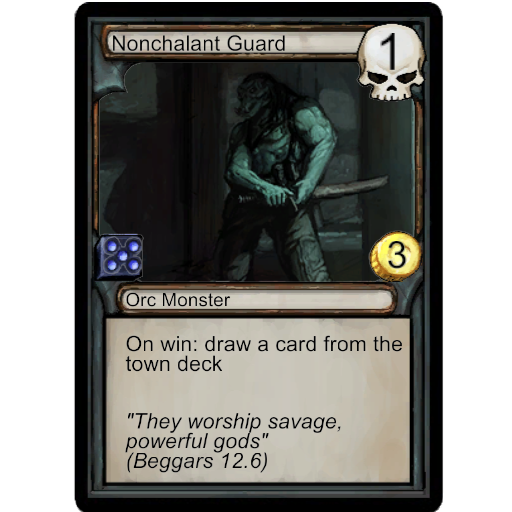 Nonchalant Guard
1
3
Orc Monster
On win: draw a card from the
town deck
"They worship savage,
powerful gods"
(Beggars 12.6)